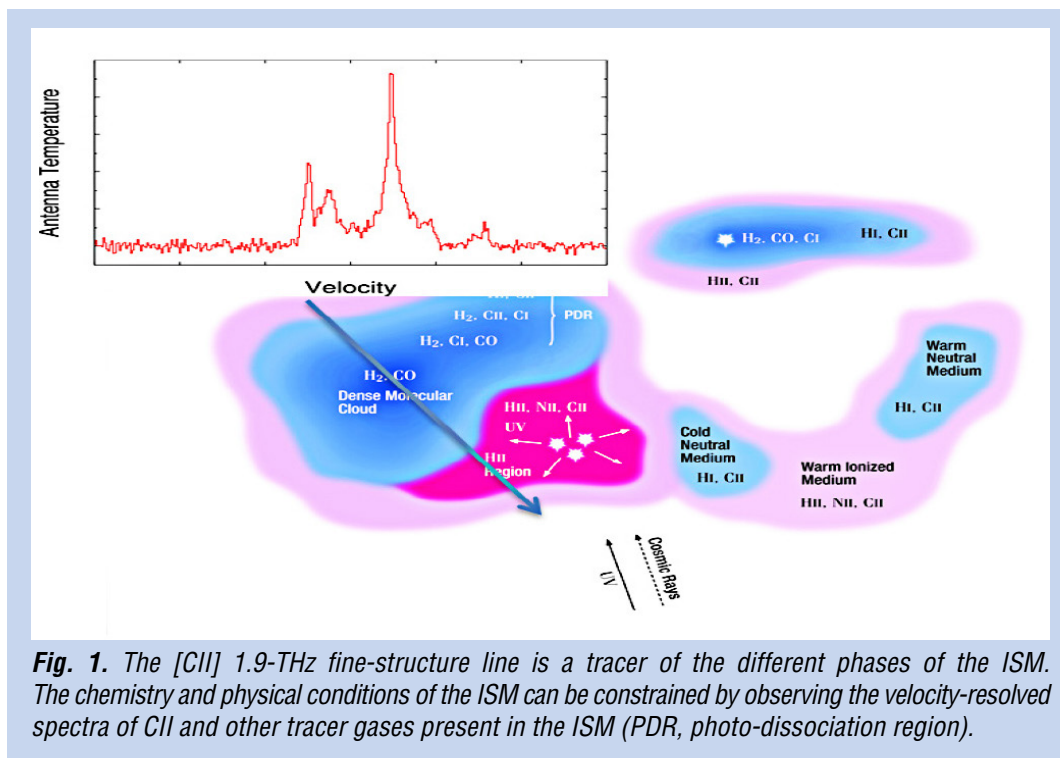 Antenna Temperature
Velocity
H2, CO, CI
HI, CII
HII, CII
H2, CII, CI
PDR
H2, CI, CO
H2, CO
Dense Molecular
Cloud
HII, NII, CII
UV
HII
Region
Cold
Neutral
Medium
HI, CII
Warm
Neutral
Medium
HI, CII
Warm Ionized
Medium
HII, NII, CII
UV
Cosmic Rays
Fig. 1. The [CII] 1.9-THz fine-structure line is a tracer of the different phases of the ISM.
The chemistry and physical conditions of the ISM can be constrained by observing the velocity-resolved
spectra of CII and other tracer gases present in the ISM (PDR, photo-dissociation region).